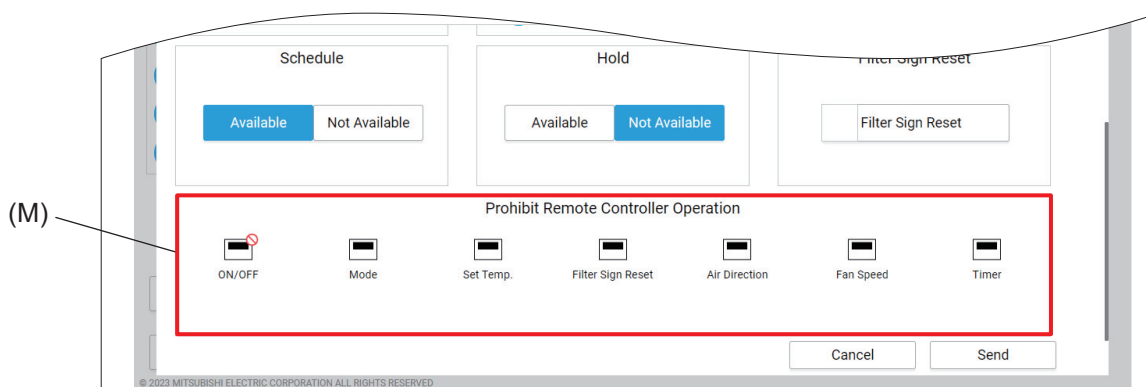 Schedule Hold Filter Sign Reset
Available Not Available Available Not Available Filter Sign Reset
(M)
Prohibit Remote Controller Operation
ON/OFF Mode Set Temp. Filter Sign Reset Air Direction Fan Speed Timer
Cancel Send
© 2023 MITSUBISHI ELECTRIC CORPORATION ALL RIGHTS RESERVED